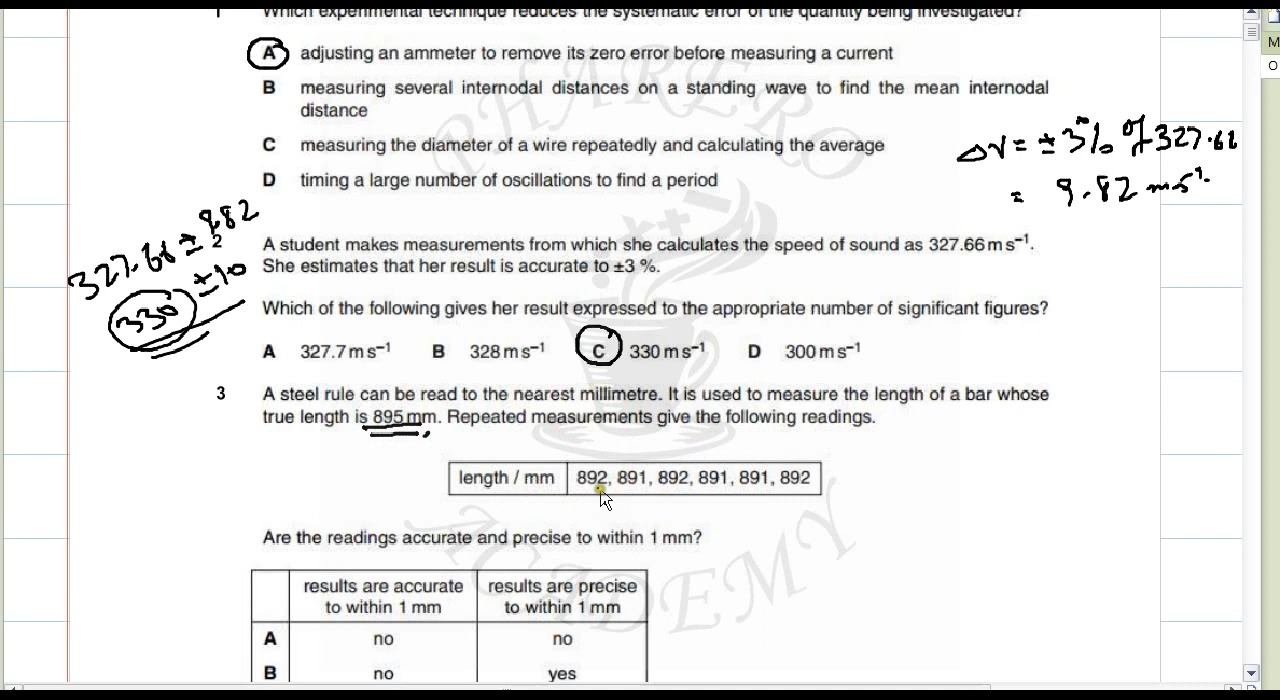 1 Which experimental technique reduces the systematic error of the quantity being investigated?
A adjusting an ammeter to remove its zero error before measuring a current
B measuring several internodal distances on a standing wave to find the mean internodal
distance
C measuring the diameter of a wire repeatedly and calculating the average
D timing a large number of oscillations to find a period
ΔV = ±3% of 327.66
= 9.82 ms⁻¹
327.66 ± 9.82
330 ± 10
A student makes measurements from which she calculates the speed of sound as 327.66 m s⁻¹.
She estimates that her result is accurate to ±3 %.
Which of the following gives her result expressed to the appropriate number of significant figures?
A 327.7 m s⁻¹ B 328 m s⁻¹ C 330 m s⁻¹ D 300 m s⁻¹
3 A steel rule can be read to the nearest millimetre. It is used to measure the length of a bar whose
true length is 895 mm. Repeated measurements give the following readings.
length / mm 892, 891, 892, 891, 891, 892
Are the readings accurate and precise to within 1 mm?
results are accurate
to within 1 mm
results are precise
to within 1 mm
A no no
B no yes
PHARERO
ACADEMY
M
O